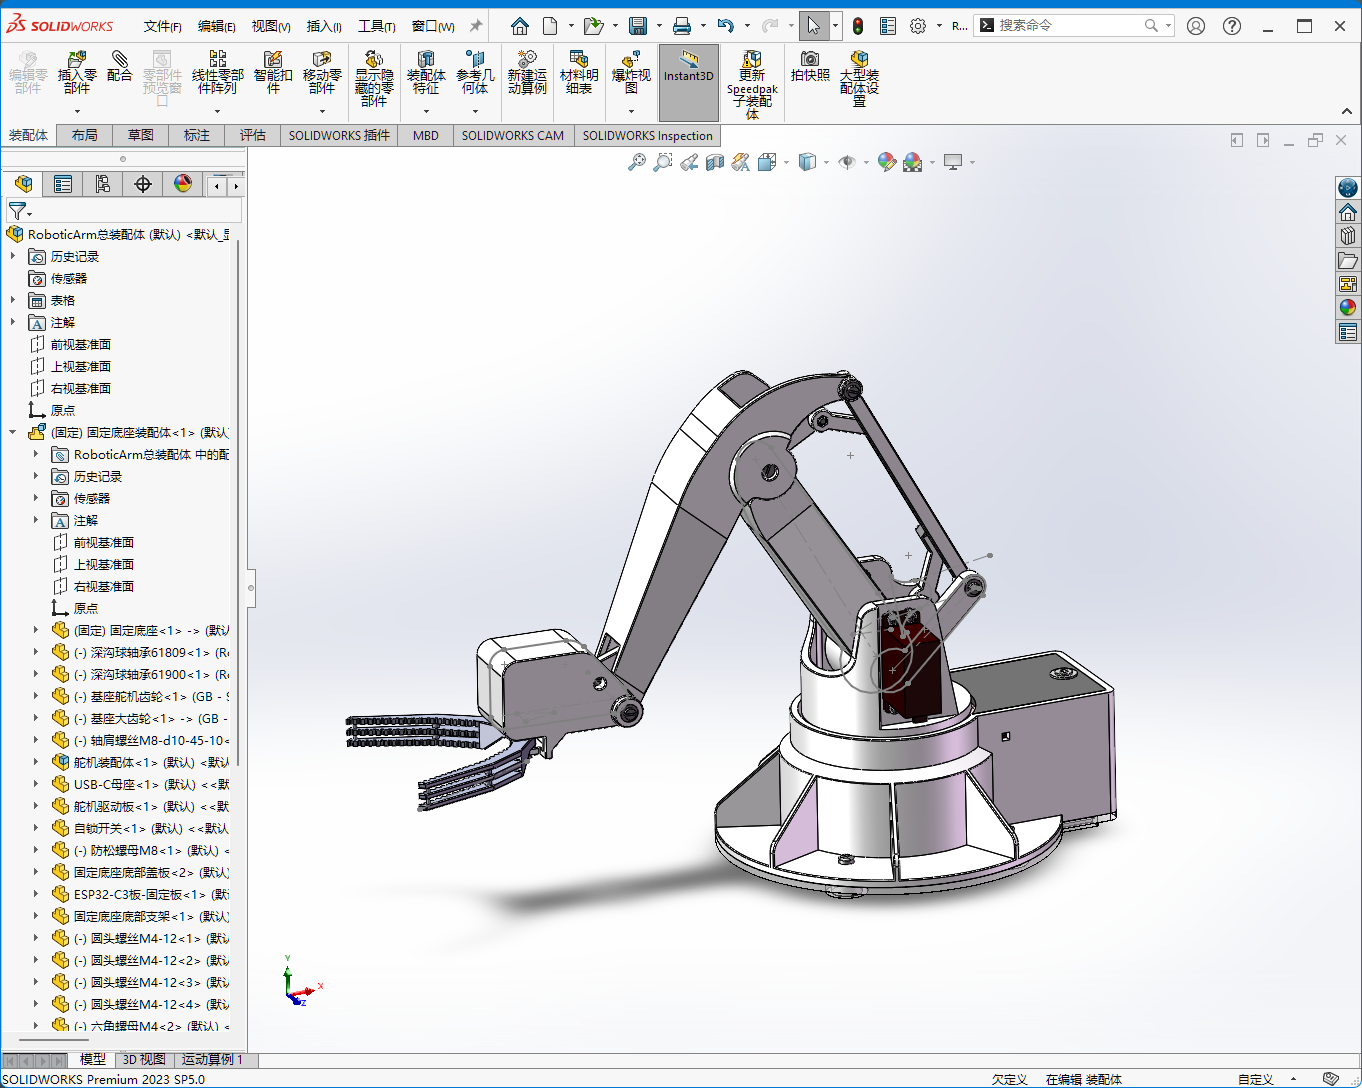 SOLIDWORKS 文件(F) 编辑(E) 视图(V) 插入(I) 工具(T) 窗口(W) R... 搜索命令
编辑零部件 插入零部件 配合 零部件预览窗口 线性零部件阵列 智能扣件 移动零部件 显示隐藏的零部件 装配体特征 参考几何体 新建运动算例 材料明细表 爆炸视图 Instant3D 更新Speedpak子装配体 拍快照 大型装配体设置
装配体 布局 草图 标注 评估 SOLIDWORKS 插件 MBD SOLIDWORKS CAM SOLIDWORKS Inspection
RoboticArm总装配体 (默认) <默认_显
历史记录
传感器
表格
注解
前视基准面
上视基准面
右视基准面
原点
(固定) 固定底座装配体<1> (默认)
RoboticArm总装配体 中的配
历史记录
传感器
注解
前视基准面
上视基准面
右视基准面
原点
(固定) 固定底座<1> -> (默认
(-) 深沟球轴承61809<1> (Ro
(-) 深沟球轴承61900<1> (Ro
(-) 基座舵机齿轮<1> (GB - S
(-) 基座大齿轮<1> -> (GB -
(-) 轴肩螺丝M8-d10-45-10<
舵机装配体<1> (默认) <默认
USB-C母座<1> (默认) <<默
舵机驱动板<1> (默认) <<默
自锁开关<1> (默认) <<默认
(-) 防松螺母M8<1> (默认) <
固定底座底部盖板<2> (默认)
ESP32-C3板-固定板<1> (默
固定底座底部支架<1> (默认)
(-) 圆头螺丝M4-12<1> (默认
(-) 圆头螺丝M4-12<2> (默认
(-) 圆头螺丝M4-12<3> (默认
(-) 圆头螺丝M4-12<4> (默认
(-) 六角螺母M4<2> (默认) <
Y
X
Z
模型 3D 视图 运动算例 1
SOLIDWORKS Premium 2023 SP5.0 欠定义 在编辑 装配体 自定义